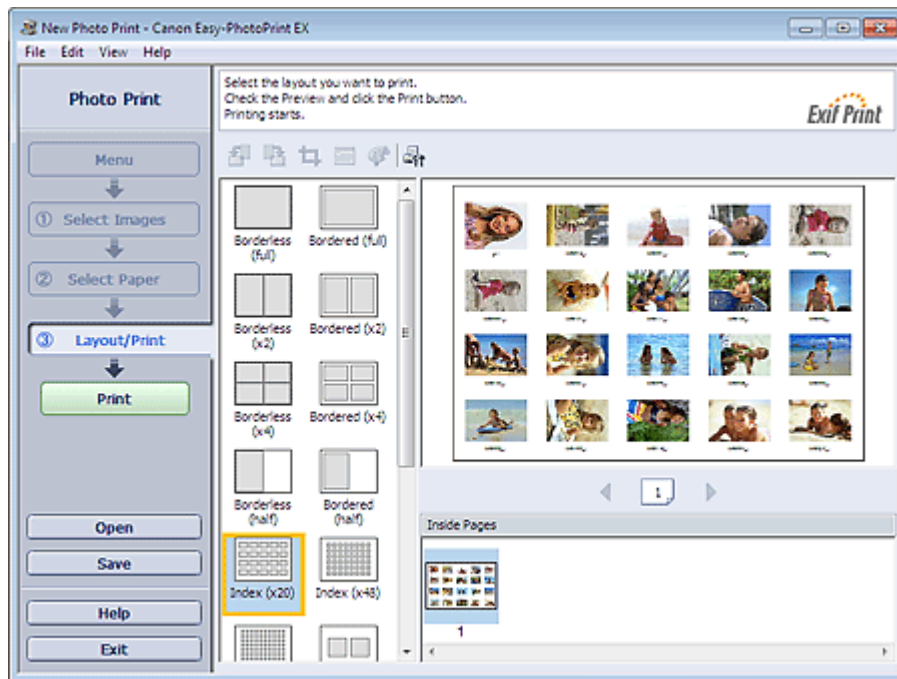 New Photo Print - Canon Easy-PhotoPrint EX
File Edit View Help
Photo Print
Select the layout you want to print.
Check the Preview and click the Print button.
Printing starts.
Exif Print
Menu
① Select Images
② Select Paper
③ Layout/Print
Print
Open
Save
Help
Exit
Borderless
(full)
Bordered (full)
Borderless
(x2)
Bordered (x2)
Borderless
(x4)
Bordered (x4)
Borderless
(half)
Bordered
(half)
Index (x20)
Index (x48)
1
Inside Pages
1